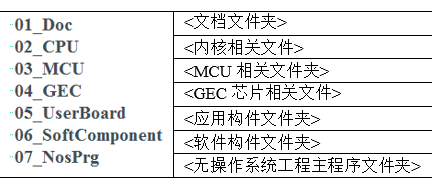 01_Doc <文档文件夹>
02_CPU <内核相关文件>
03_MCU <MCU 相关文件夹>
04_GEC <GEC 芯片相关文件>
05_UserBoard <应用构件文件夹>
06_SoftComponent <软件构件文件夹>
07_NosPrg <无操作系统工程主程序文件夹>